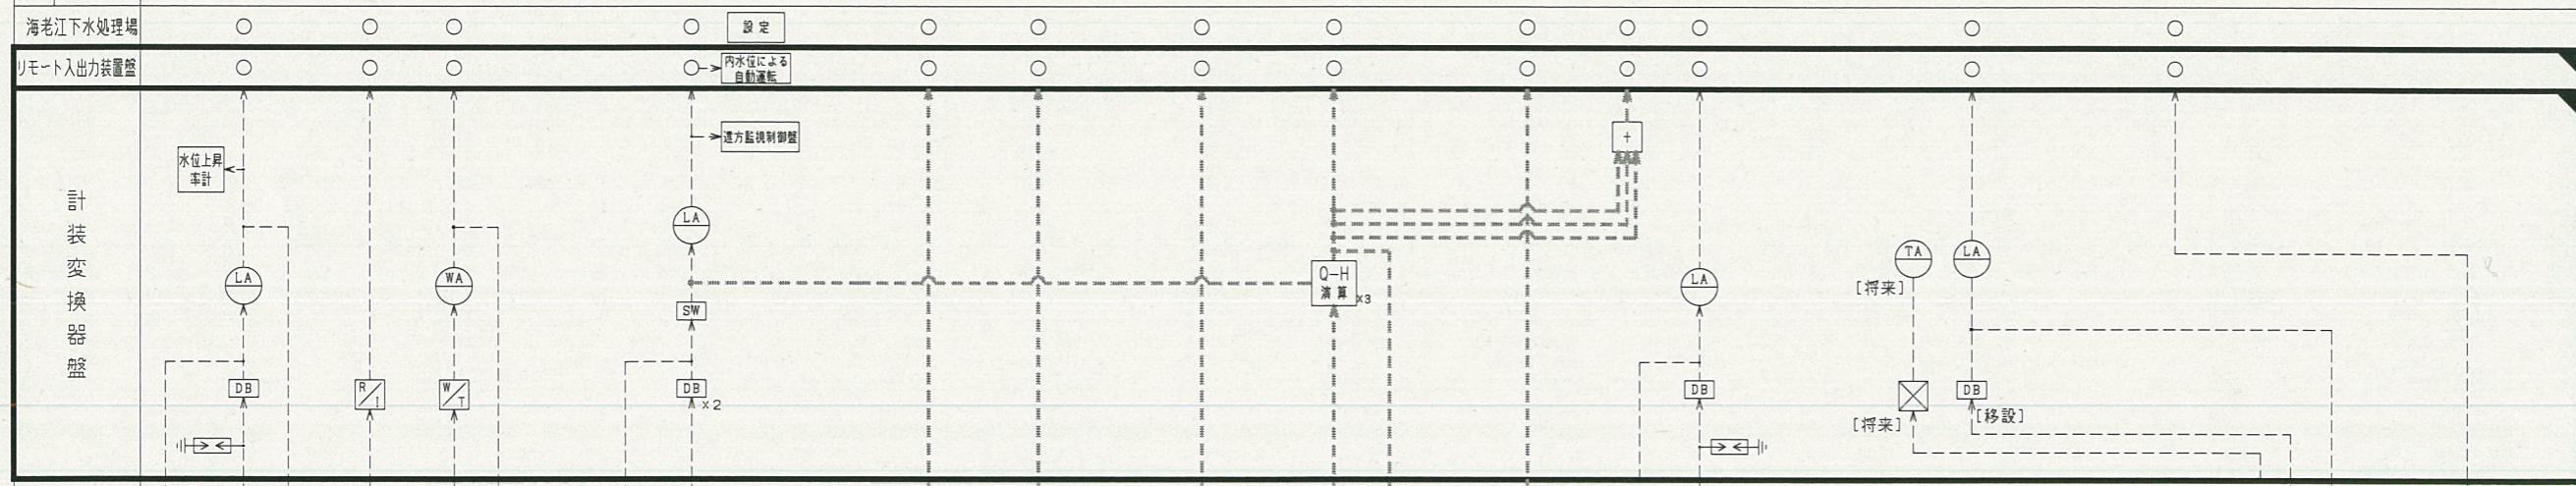 海老江下水処理場
設定
リモート入出力装置盤
内水位による
自動運転
遠方監視制御盤
+
水位上昇
率計
計装変換器盤
LA
LA
WA
TA
LA
[将来]
Q-H
演算
x3
LA
SW
DB
R/I
W/T
DB
x2
DB
DB
[移設]
[将来]